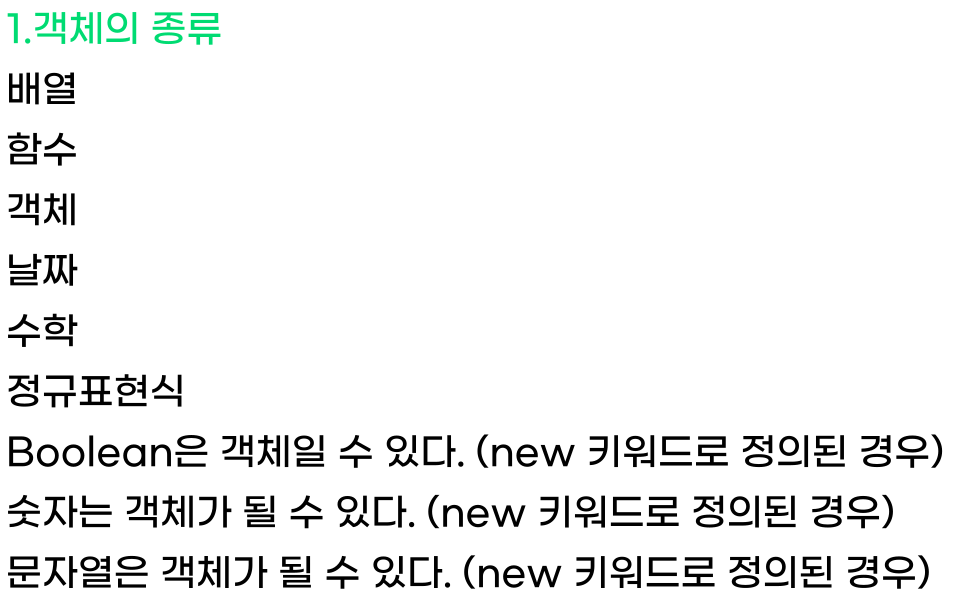 1.객체의 종류
배열
함수
객체
날짜
수학
정규표현식
Boolean은 객체일 수 있다. (new 키워드로 정의된 경우)
숫자는 객체가 될 수 있다. (new 키워드로 정의된 경우)
문자열은 객체가 될 수 있다. (new 키워드로 정의된 경우)